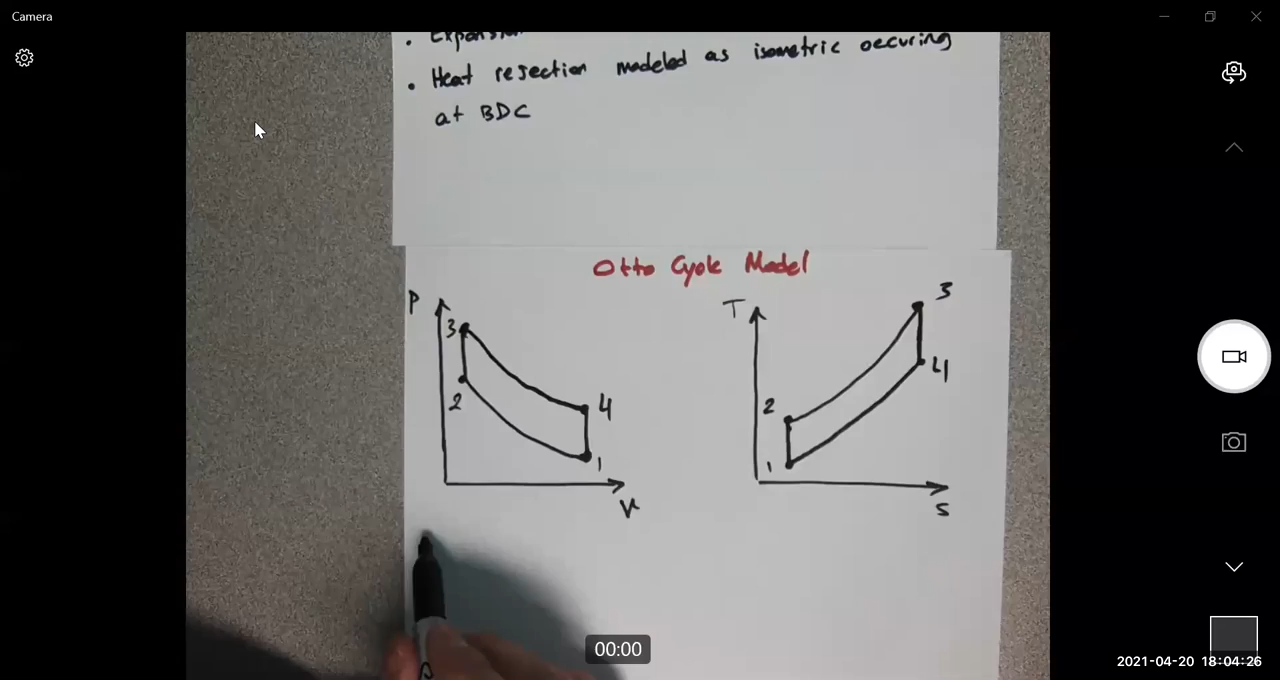 Camera
• Expansion
• Heat rejection modeled as isometric occuring
at BDC
Otto Cycle Model
P
3
2
4
1
V
T
3
2
4
1
S
00:00
2021-04-20 18:04:26